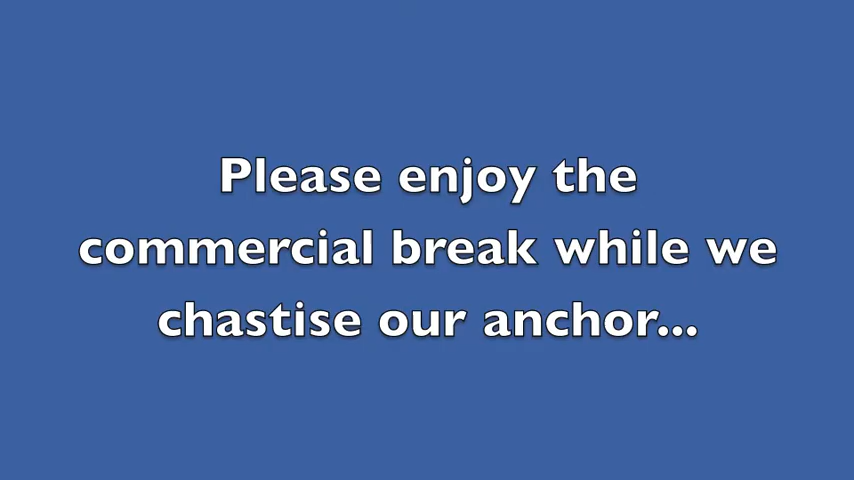 Please enjoy the
commercial break while we
chastise our anchor...